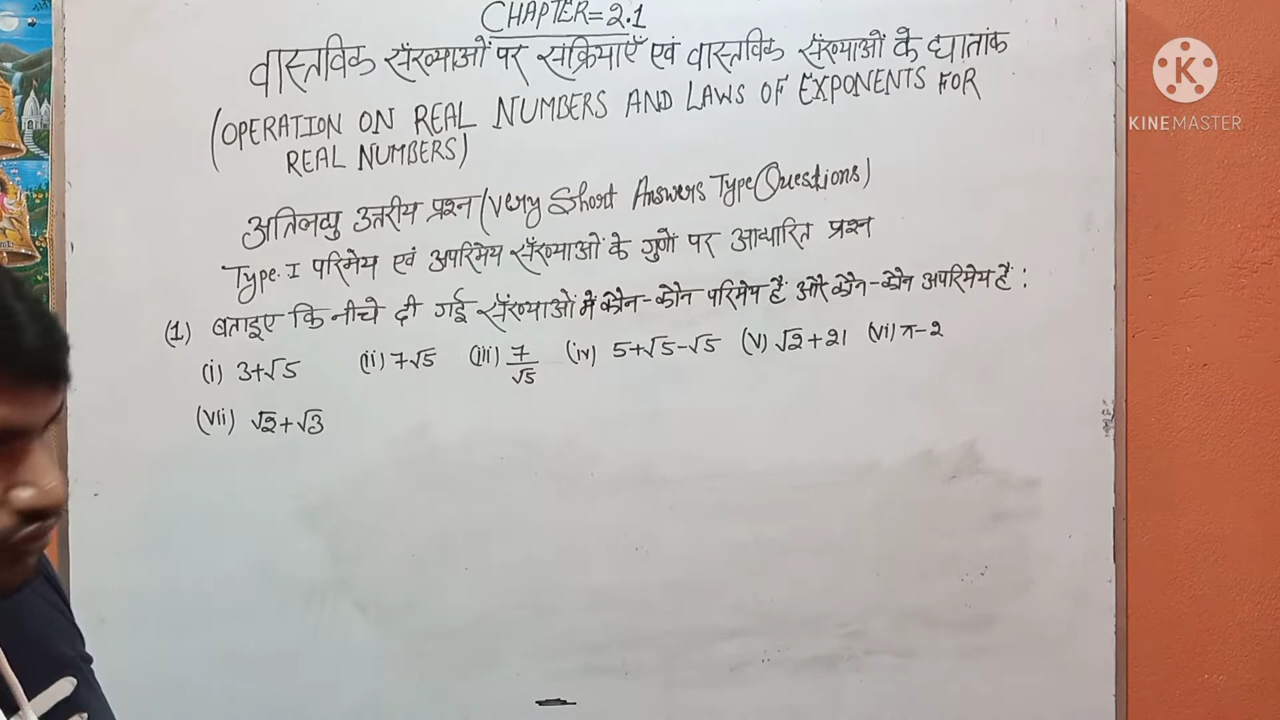 CHAPTER=2.1
वास्तविक संख्याओं पर संक्रियाएँ एवं वास्तविक संख्याओं के घातांक
(OPERATION ON REAL NUMBERS AND LAWS OF EXPONENTS FOR
REAL NUMBERS)
अतिलघु उत्तरीय प्रश्न (Very Short Answers Type Questions)
Type-I परिमेय एवं अपरिमेय संख्याओं के गुणों पर आधारित प्रश्न
(1) बताइए कि नीचे दी गई संख्याओं में कौन-कौन परिमेय हैं और कौन-कौन अपरिमेय हैं :
(i) 3+√5 (ii) 7√5 (iii) 7/√5 (iv) 5+√5-√5 (v) √2+21 (vi) π-2
(vii) √2+√3
KINEMASTER